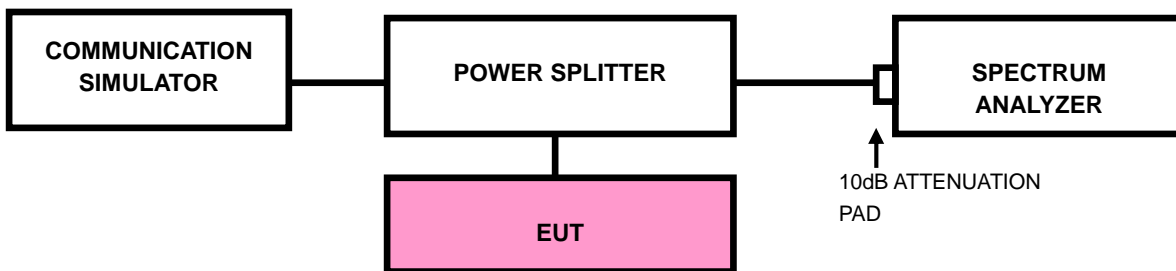 COMMUNICATION
SIMULATOR
POWER SPLITTER
SPECTRUM
ANALYZER
10dB ATTENUATION
PAD
EUT